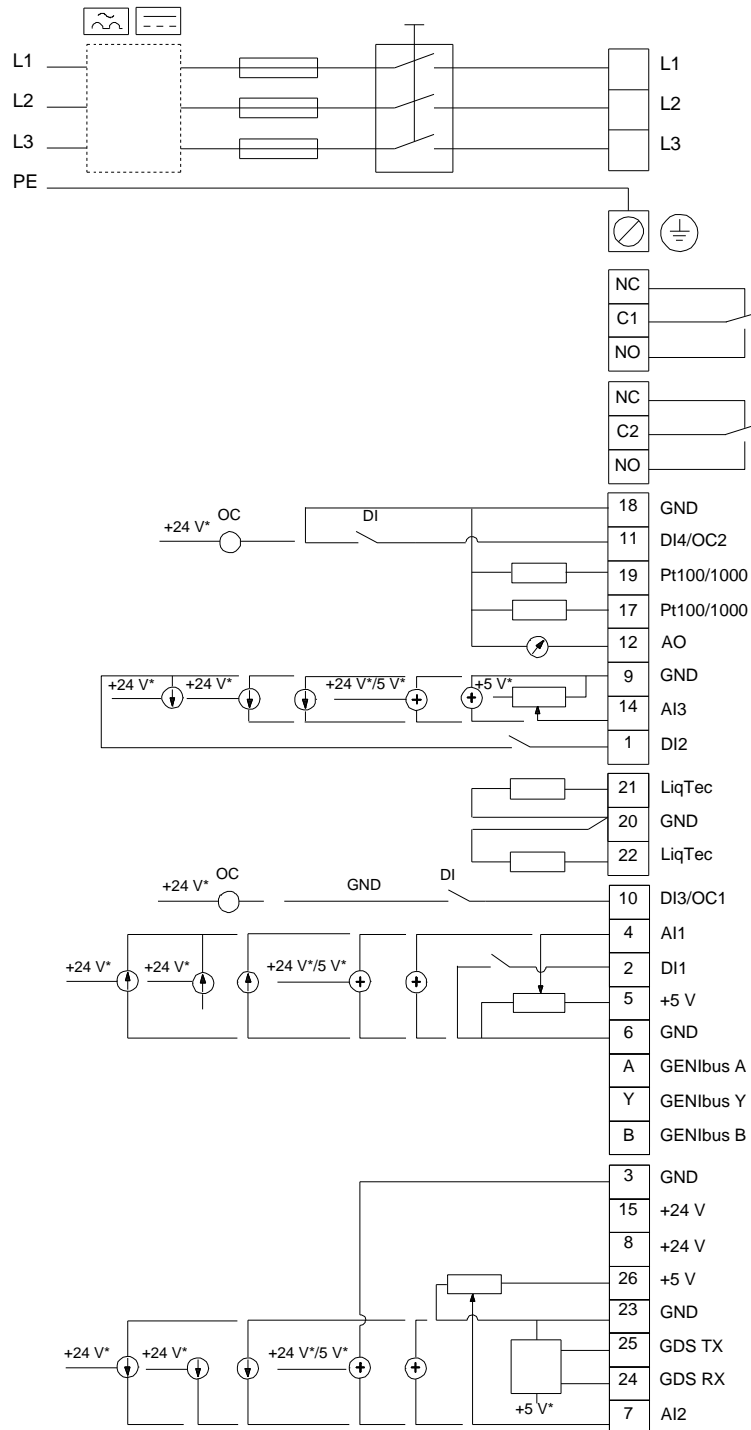 L1 L1
L2 L2
L3 L3
PE
NC
C1
NO
NC
C2
NO
18 GND
+24 V* OC DI 11 DI4/OC2
19 Pt100/1000
17 Pt100/1000
12 AO
9 GND
+24 V* +24 V* +24 V*/5 V* +5 V*
14 AI3
1 DI2
21 LiqTec
20 GND
22 LiqTec
+24 V* OC GND DI 10 DI3/OC1
4 AI1
+24 V* +24 V* +24 V*/5 V* 2 DI1
5 +5 V
6 GND
A GENIbus A
Y GENIbus Y
B GENIbus B
3 GND
15 +24 V
8 +24 V
26 +5 V
23 GND
25 GDS TX
+24 V* +24 V* +24 V*/5 V* 24 GDS RX
+5 V* 7 AI2